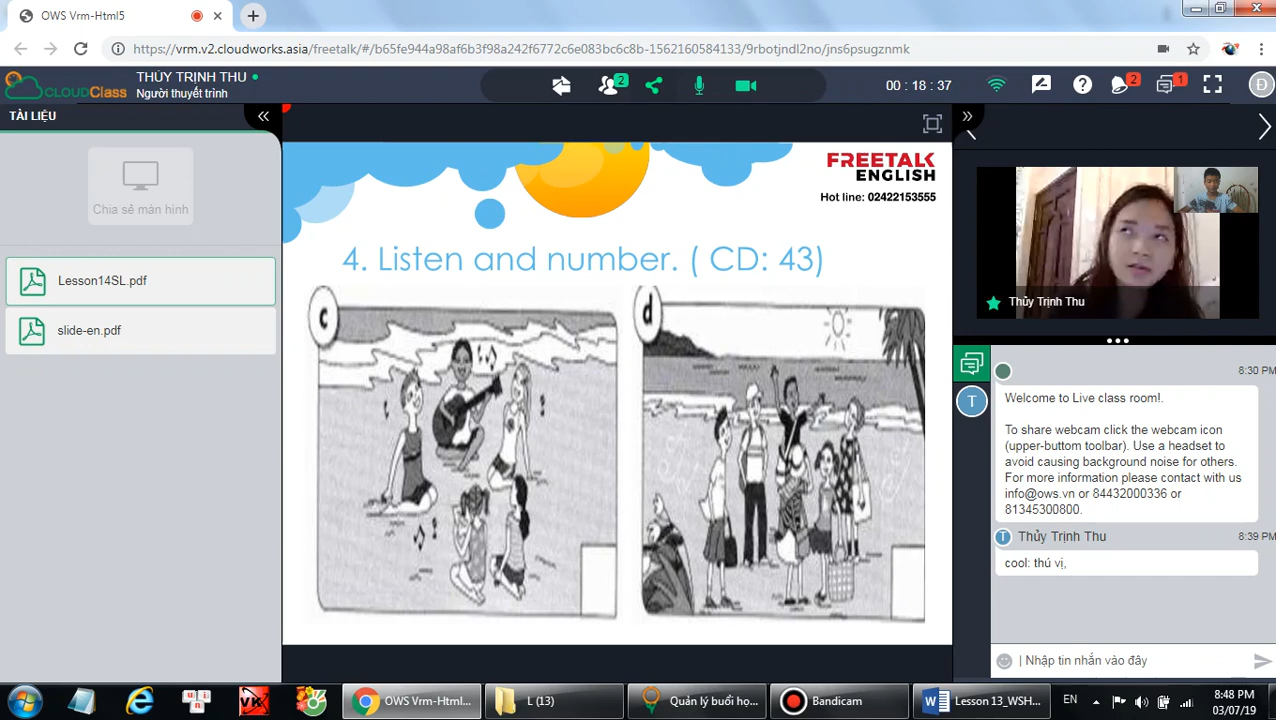 OWS Vrm-Html5
https://vrm.v2.cloudworks.asia/freetalk/#/b65fe944a98af6b3f98a242f6772c6e083bc6c8b-1562160584133/9rbotjndl2no/jns6psugznmk
CLOUDClass
THỦY TRỊNH THU
Người thuyết trình
2
00 : 18 : 37
2
1
Đ
TÀI LIỆU
Chia sẻ màn hình
Lesson14SL.pdf
slide-en.pdf
FREETALK
ENGLISH
Hot line: 02422153555
4. Listen and number. ( CD: 43)
c
d
Thủy Trịnh Thu
8:30 PM
T
Welcome to Live class room!.
To share webcam click the webcam icon
(upper-buttom toolbar). Use a headset to
avoid causing background noise for others.
For more information please contact with us
info@ows.vn or 84432000336 or
81345300800.
T
Thủy Trịnh Thu
8:39 PM
cool: thú vị,
Nhập tin nhắn vào đây
OWS Vrm-Html...
L (13)
Quản lý buổi họ...
Bandicam
Lesson 13_WSH...
EN
8:48 PM
03/07/19